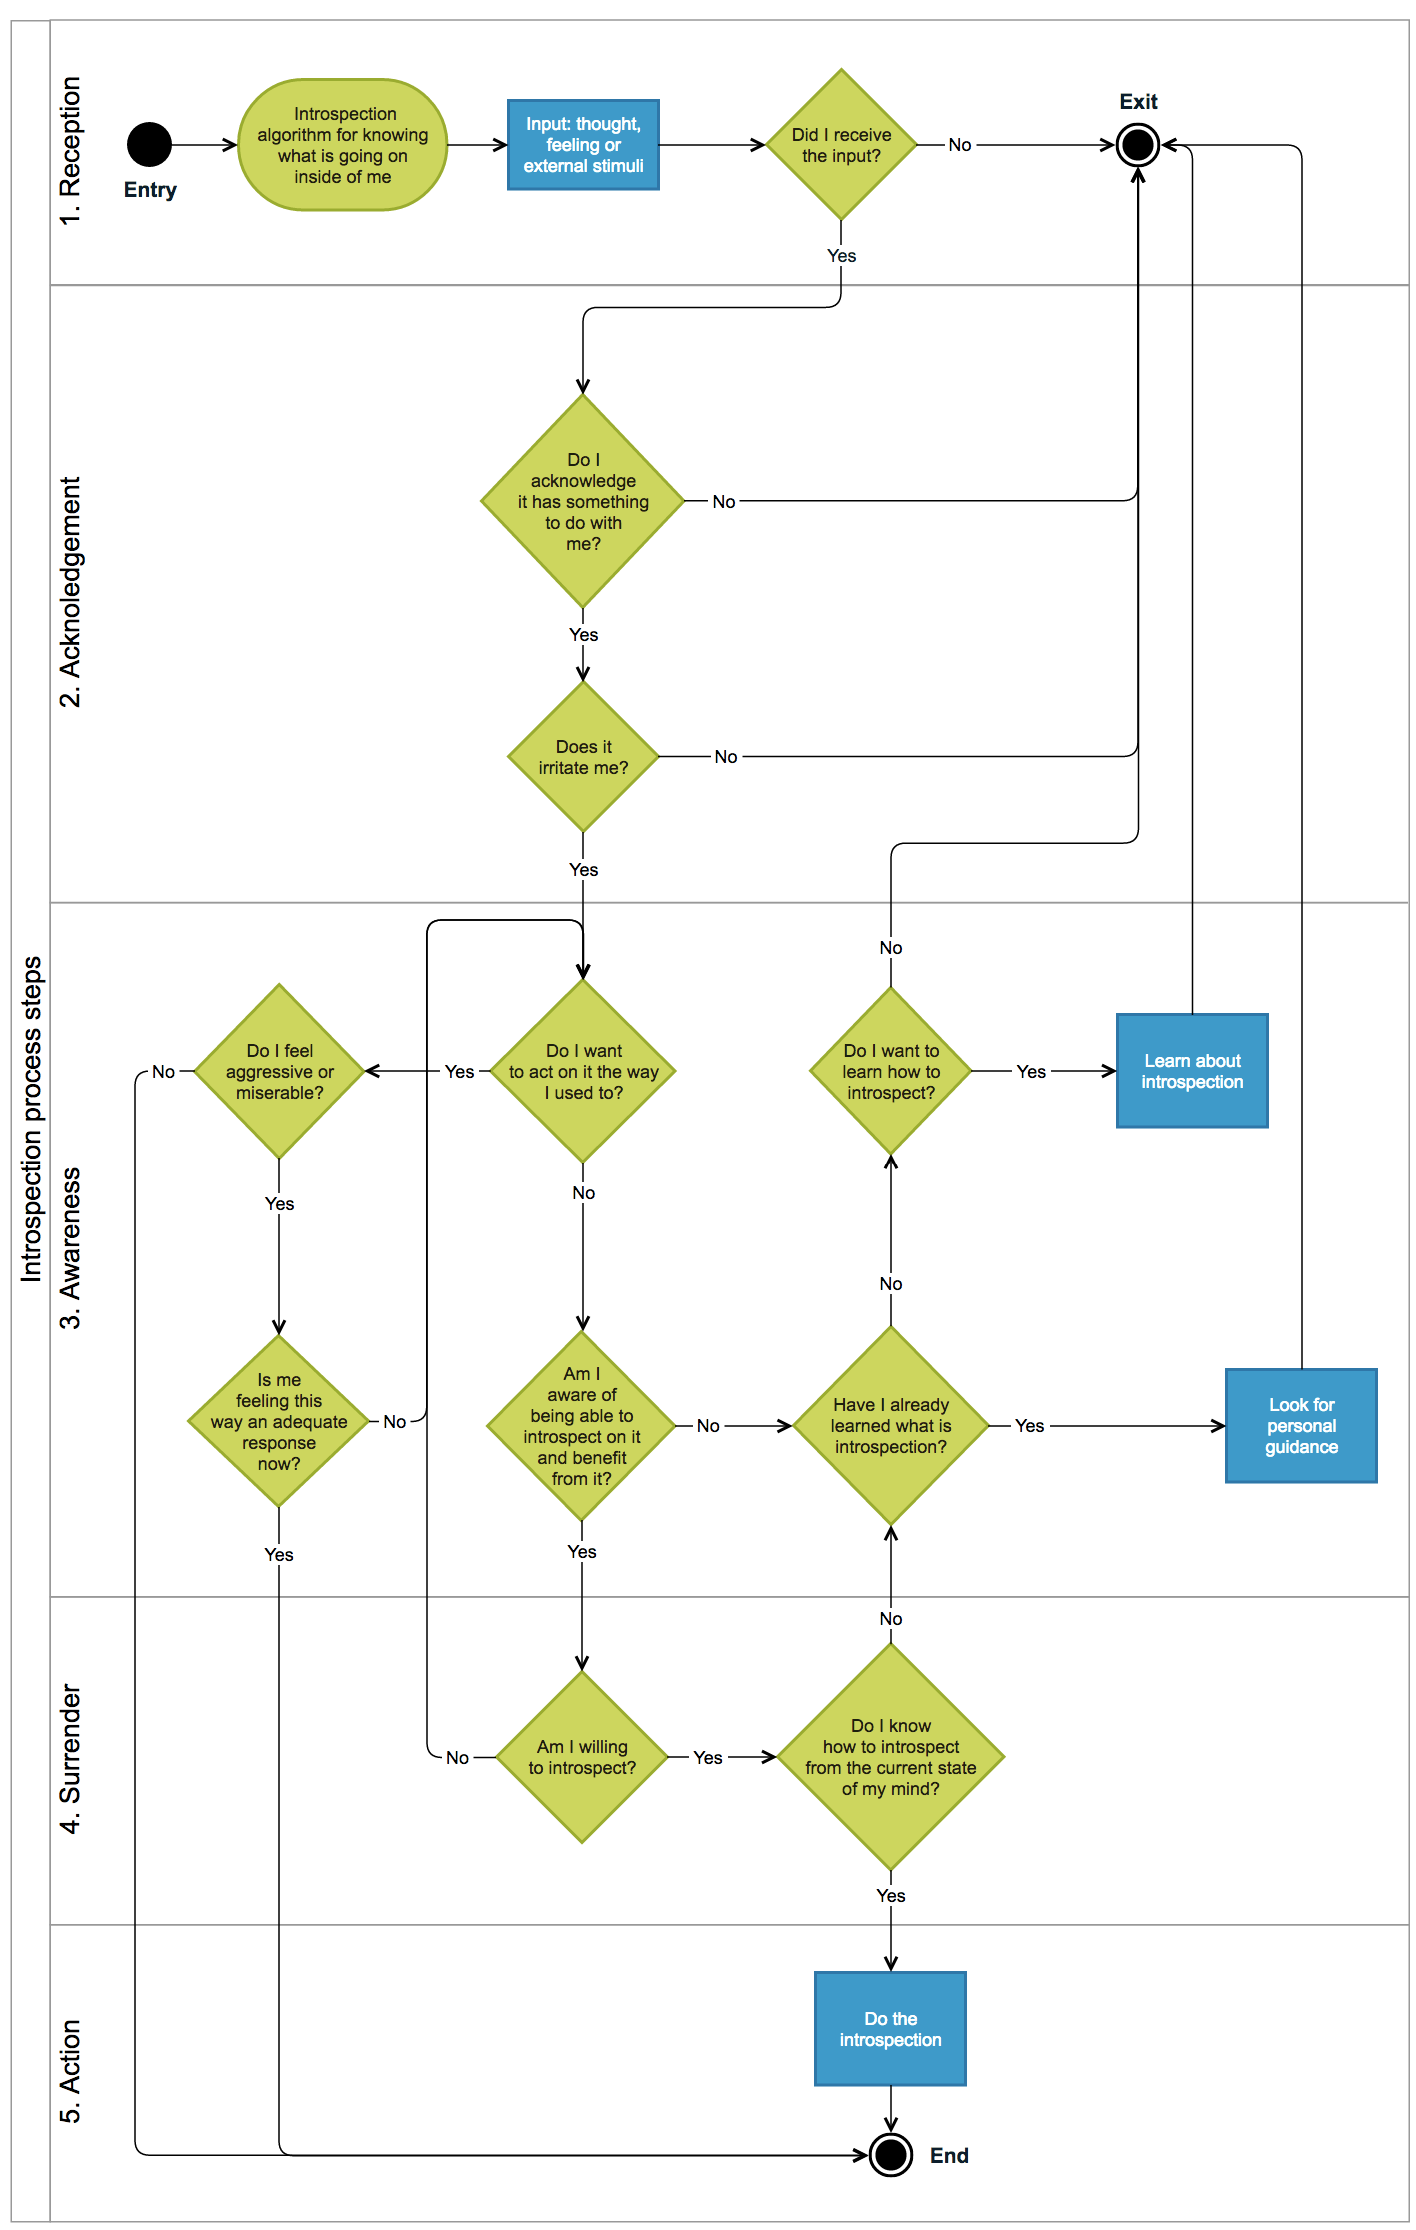 Introspection process steps
1. Reception
Entry
Introspection
algorithm for knowing
what is going on
inside of me
Input: thought,
feeling or
external stimuli
Did I receive
the input?
No
Exit
Yes
2. Acknoledgement
Do I
acknowledge
it has something
to do with
me?
No
Yes
Does it
irritate me?
No
Yes
3. Awareness
No
Do I feel
aggressive or
miserable?
Yes
Do I want
to act on it the way
I used to?
No
Do I want to
learn how to
introspect?
Yes
Learn about
introspection
Yes
No
No
Is me
feeling this
way an adequate
response
now?
No
Am I
aware of
being able to
introspect on it
and benefit
from it?
No
Have I already
learned what is
introspection?
Yes
Look for
personal
guidance
Yes
Yes
No
4. Surrender
No
Am I willing
to introspect?
Yes
Do I know
how to introspect
from the current state
of my mind?
Yes
5. Action
Do the
introspection
End